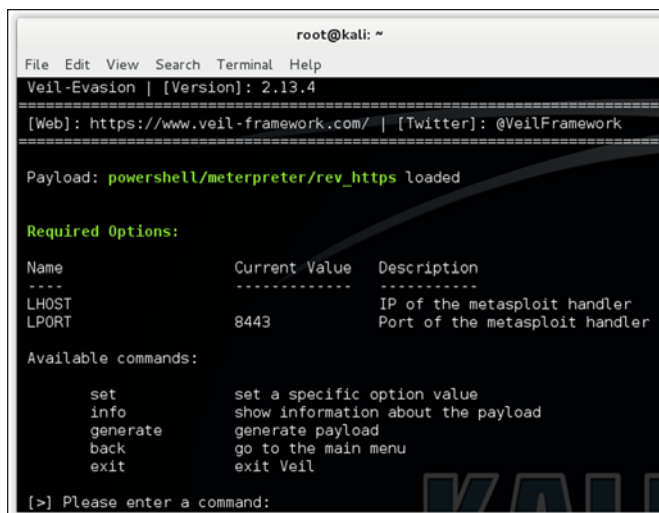 root@kali: ~
File Edit View Search Terminal Help
Veil-Evasion | [Version]: 2.13.4
=========================================================================
[Web]: https://www.veil-framework.com/ | [Twitter]: @VeilFramework
=========================================================================
Payload: powershell/meterpreter/rev_https loaded
Required Options:
Name Current Value Description
---- ------------- -----------
LHOST IP of the metasploit handler
LPORT 8443 Port of the metasploit handler
Available commands:
set set a specific option value
info show information about the payload
generate generate payload
back go to the main menu
exit exit Veil
[>] Please enter a command:
KALI